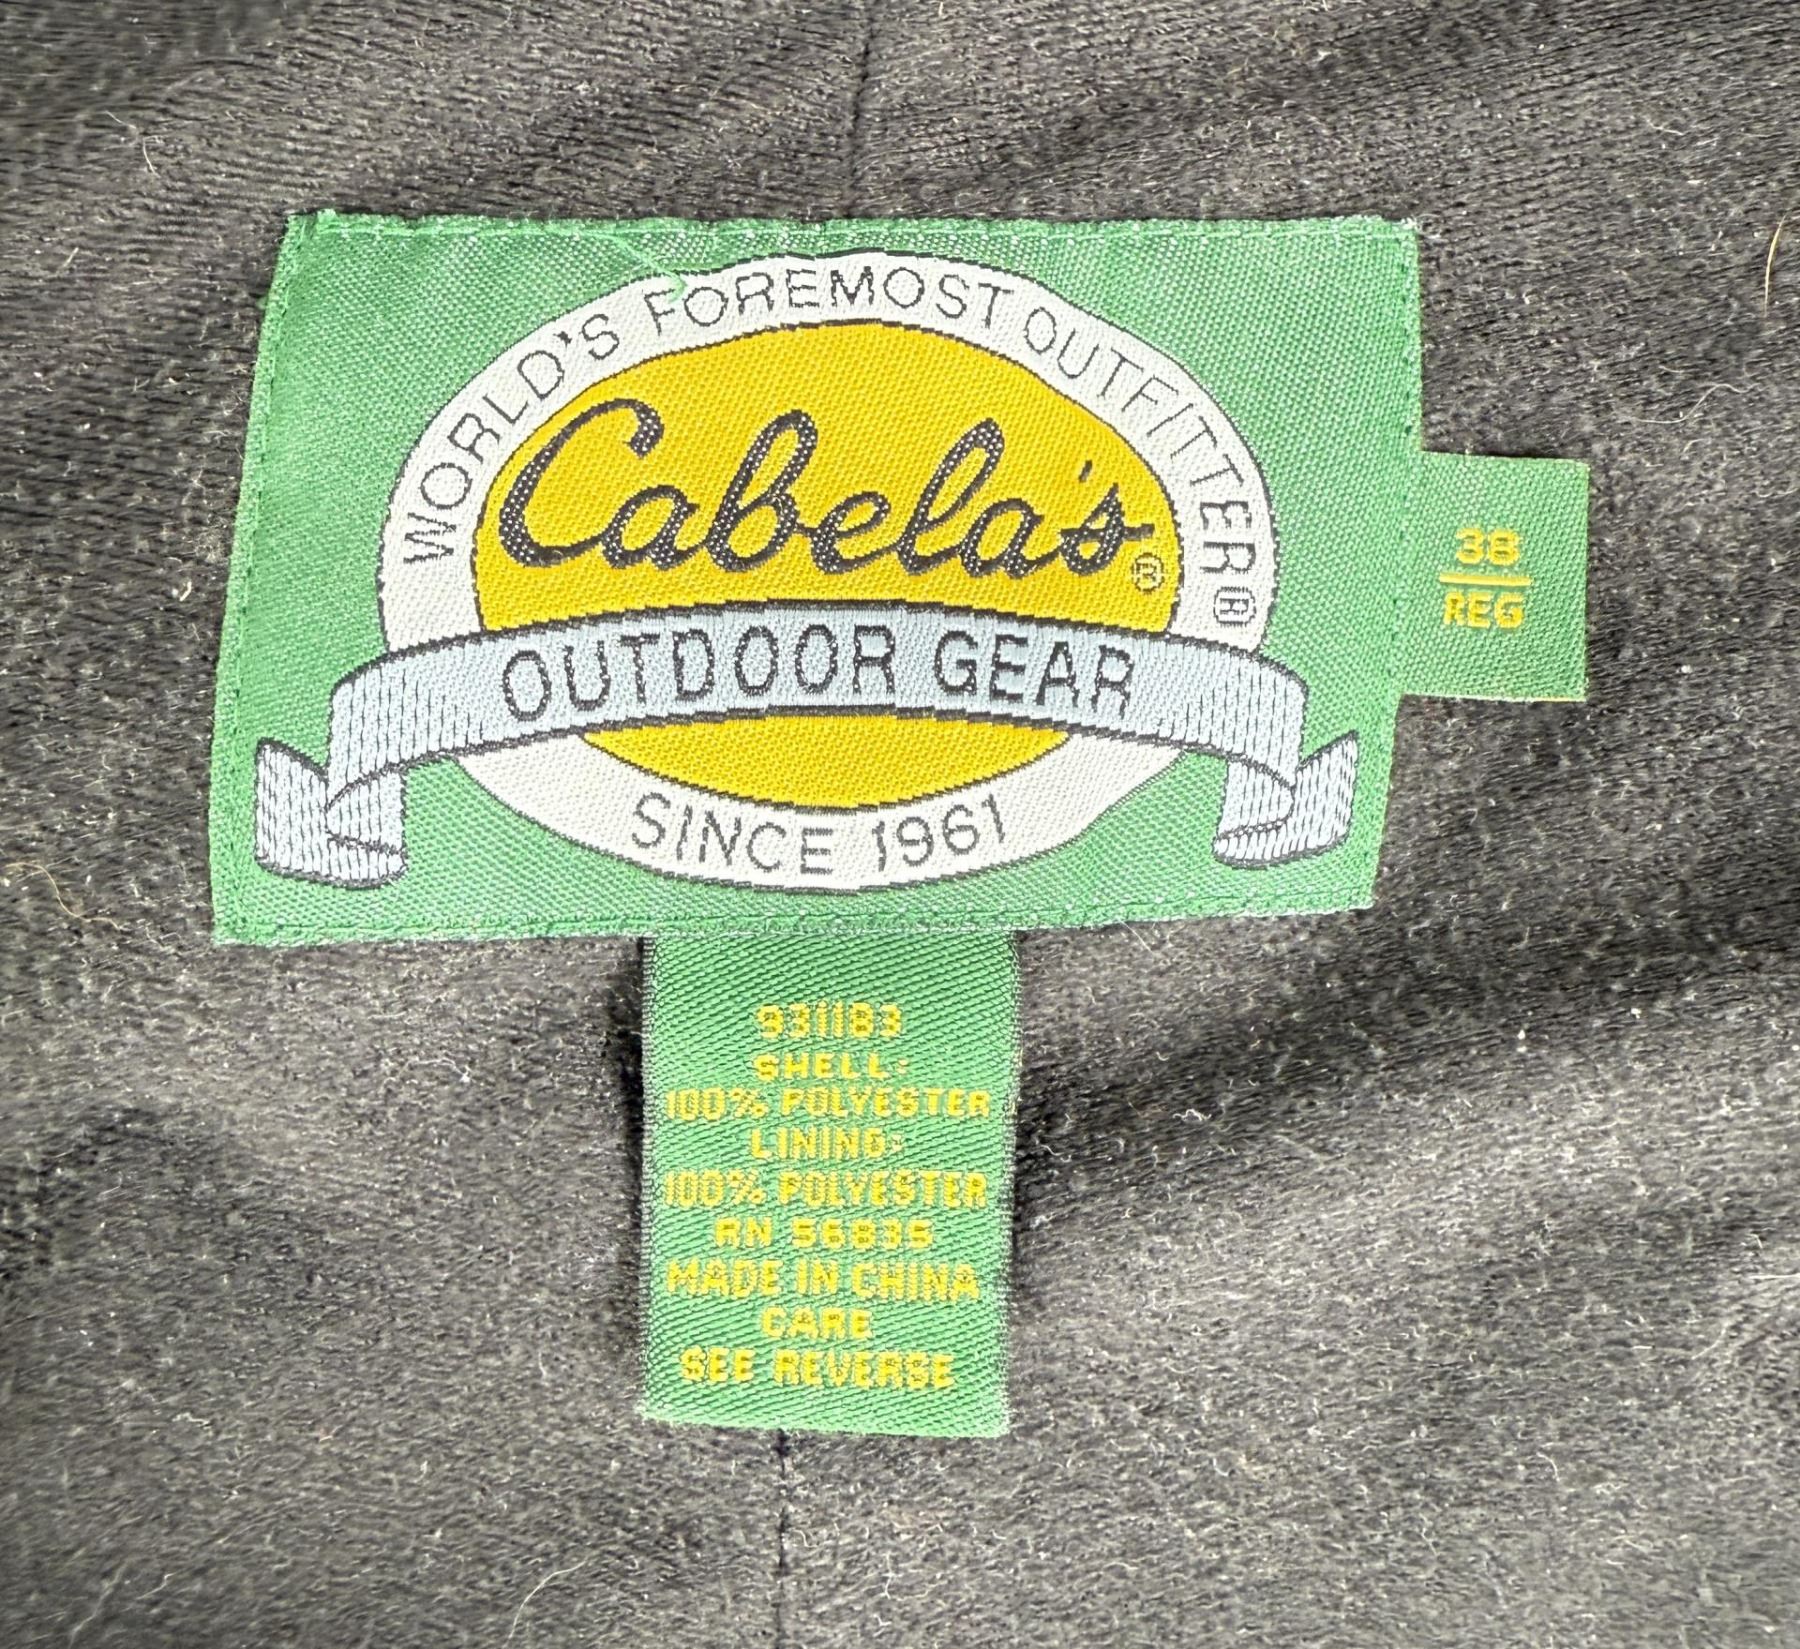 WORLD'S FOREMOST OUTFITTER®
Cabela's®
OUTDOOR GEAR
SINCE 1961
38
REG
931183
SHELL:
100% POLYESTER
LINING:
100% POLYESTER
RN 56835
MADE IN CHINA
CARE
SEE REVERSE